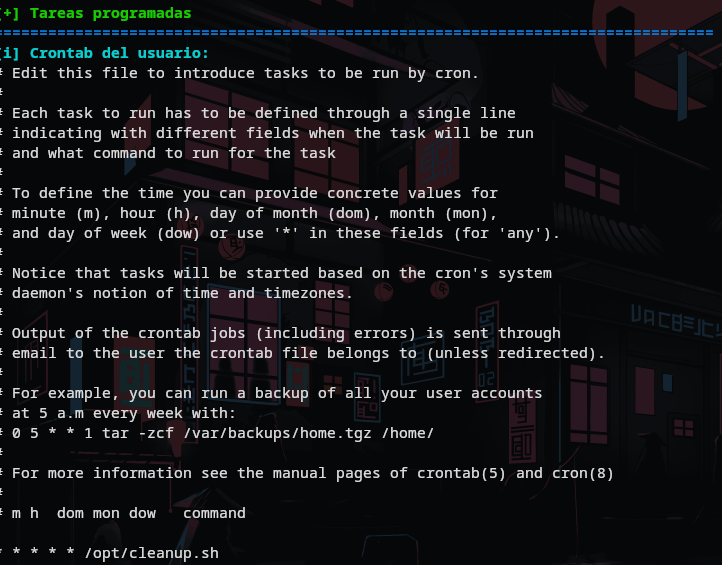 [+] Tareas programadas
================================================================================
[i] Crontab del usuario:
# Edit this file to introduce tasks to be run by cron.
#
# Each task to run has to be defined through a single line
# indicating with different fields when the task will be run
# and what command to run for the task
#
# To define the time you can provide concrete values for
# minute (m), hour (h), day of month (dom), month (mon),
# and day of week (dow) or use '*' in these fields (for 'any').
#
# Notice that tasks will be started based on the cron's system
# daemon's notion of time and timezones.
#
# Output of the crontab jobs (including errors) is sent through
# email to the user the crontab file belongs to (unless redirected).
#
# For example, you can run a backup of all your user accounts
# at 5 a.m every week with:
# 0 5 * * 1 tar -zcf /var/backups/home.tgz /home/
#
# For more information see the manual pages of crontab(5) and cron(8)
#
# m h  dom mon dow   command

* * * * * /opt/cleanup.sh